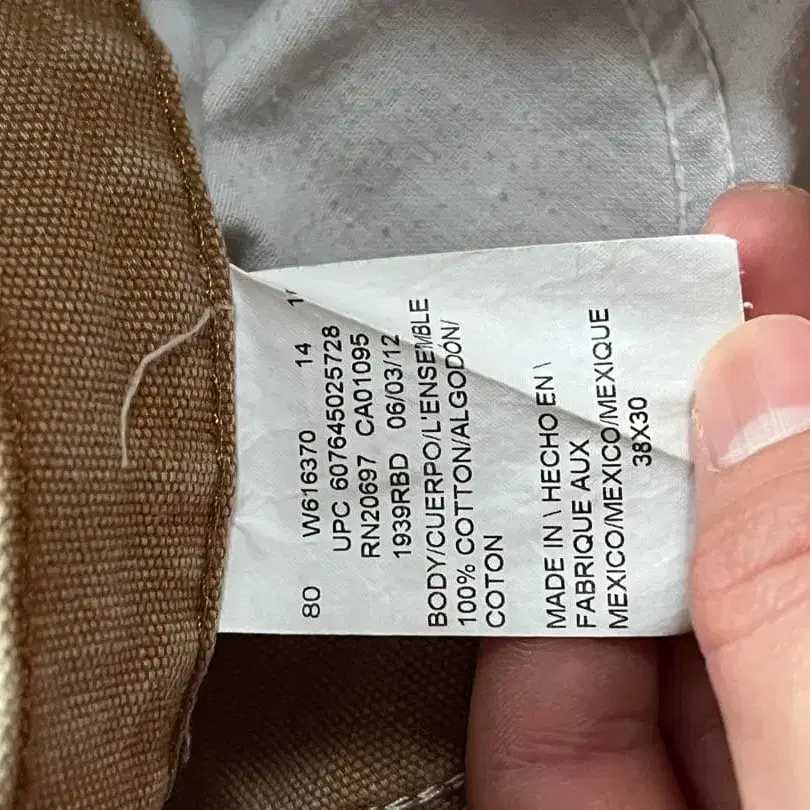 80 W616370 14
UPC 607645025728
RN20697 CA01095
1939RBD 06/03/12
BODY/CUERPO/L'ENSEMBLE
100% COTTON/ALGODÓN/
COTON
MADE IN \ HECHO EN \
FABRIQUE AUX
MEXICO/MEXICO/MEXIQUE
38X30